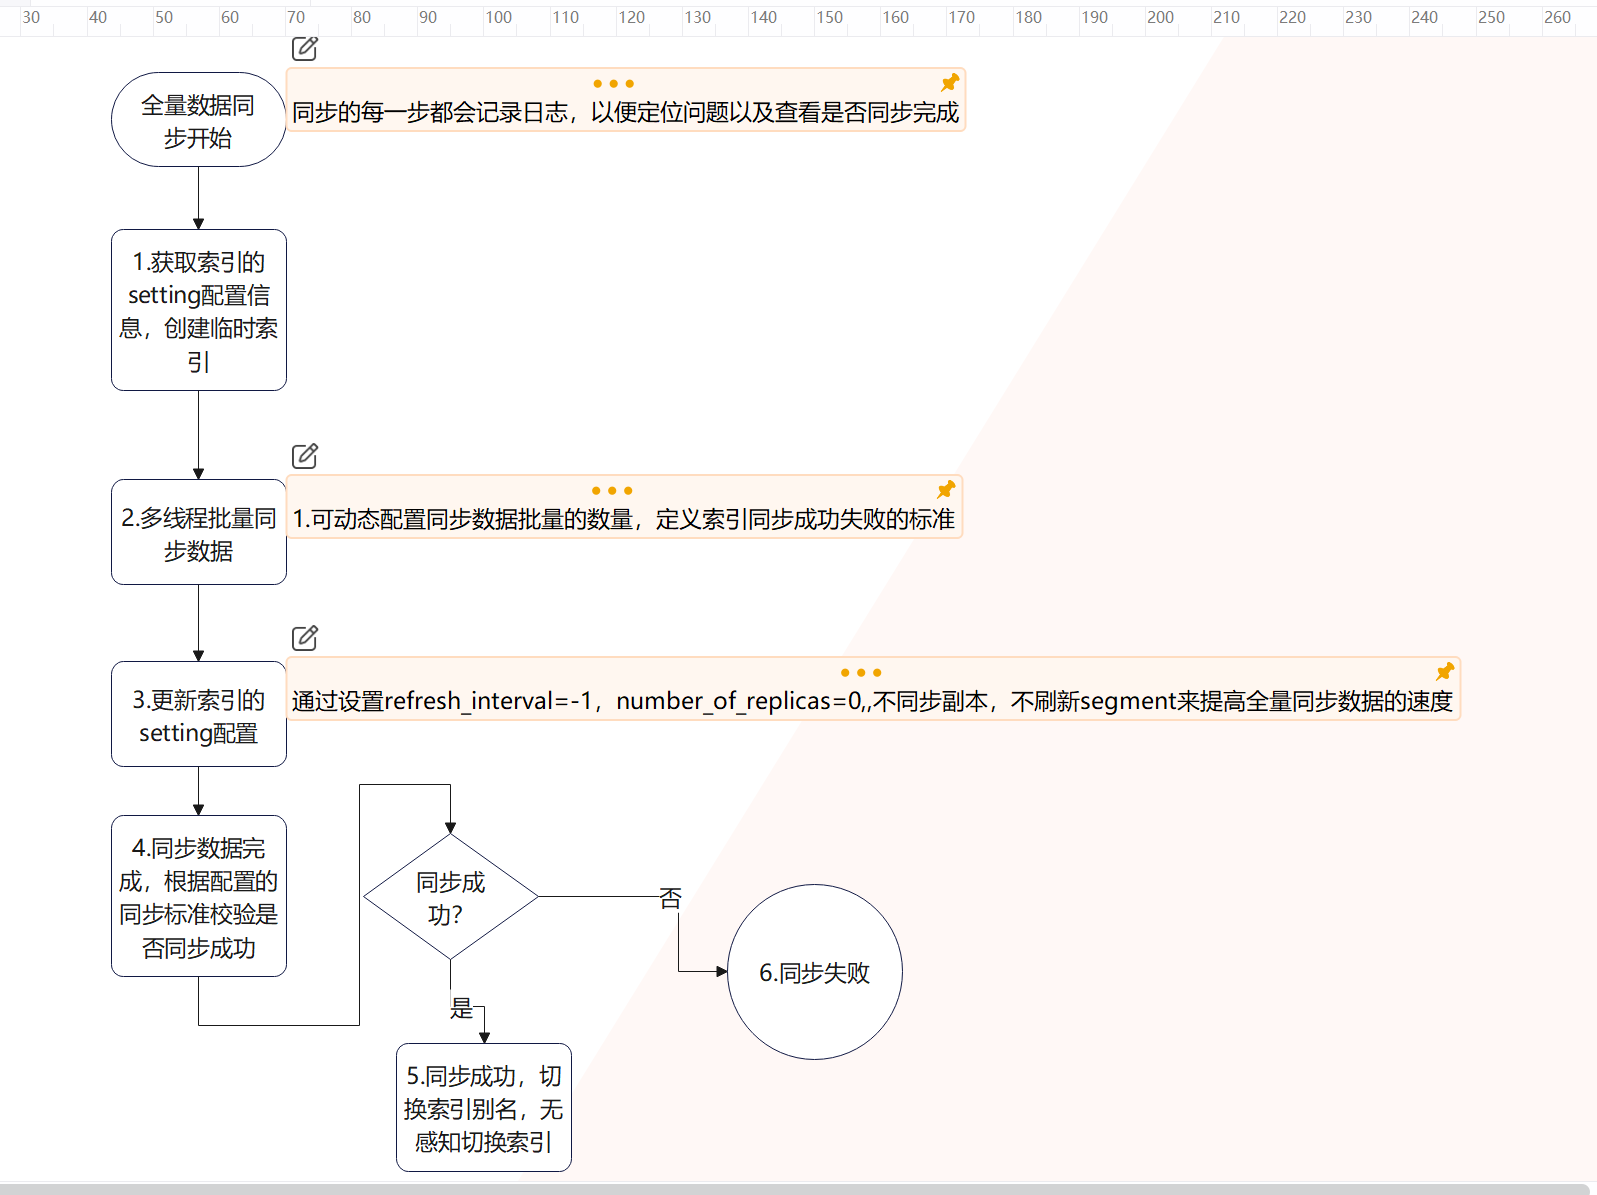 30 40 50 60 70 80 90 100 110 120 130 140 150 160 170 180 190 200 210 220 230 240 250 260
全量数据同
步开始
同步的每一步都会记录日志，以便定位问题以及查看是否同步完成
1.获取索引的
setting配置信
息，创建临时索
引
2.多线程批量同
步数据
1.可动态配置同步数据批量的数量，定义索引同步成功失败的标准
3.更新索引的
setting配置
通过设置refresh_interval=-1，number_of_replicas=0,,不同步副本，不刷新segment来提高全量同步数据的速度
4.同步数据完
成，根据配置的
同步标准校验是
否同步成功
同步成
功？
否
6.同步失败
是
5.同步成功，切
换索引别名，无
感知切换索引